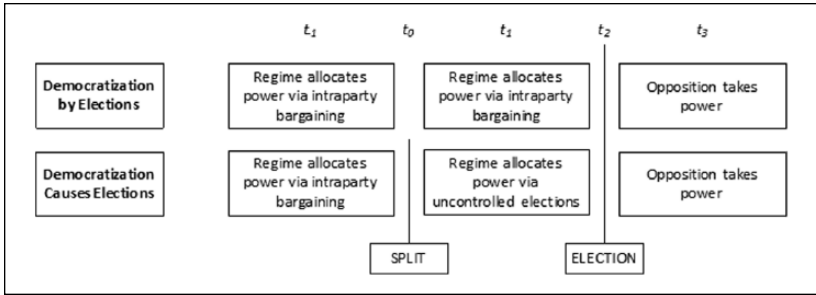 t1 t0 t1 t2 t3
Democratization
by Elections
Regime allocates
power via intraparty
bargaining
Regime allocates
power via intraparty
bargaining
Opposition takes
power
Democratization
Causes Elections
Regime allocates
power via intraparty
bargaining
Regime allocates
power via
uncontrolled elections
Opposition takes
power
SPLIT
ELECTION